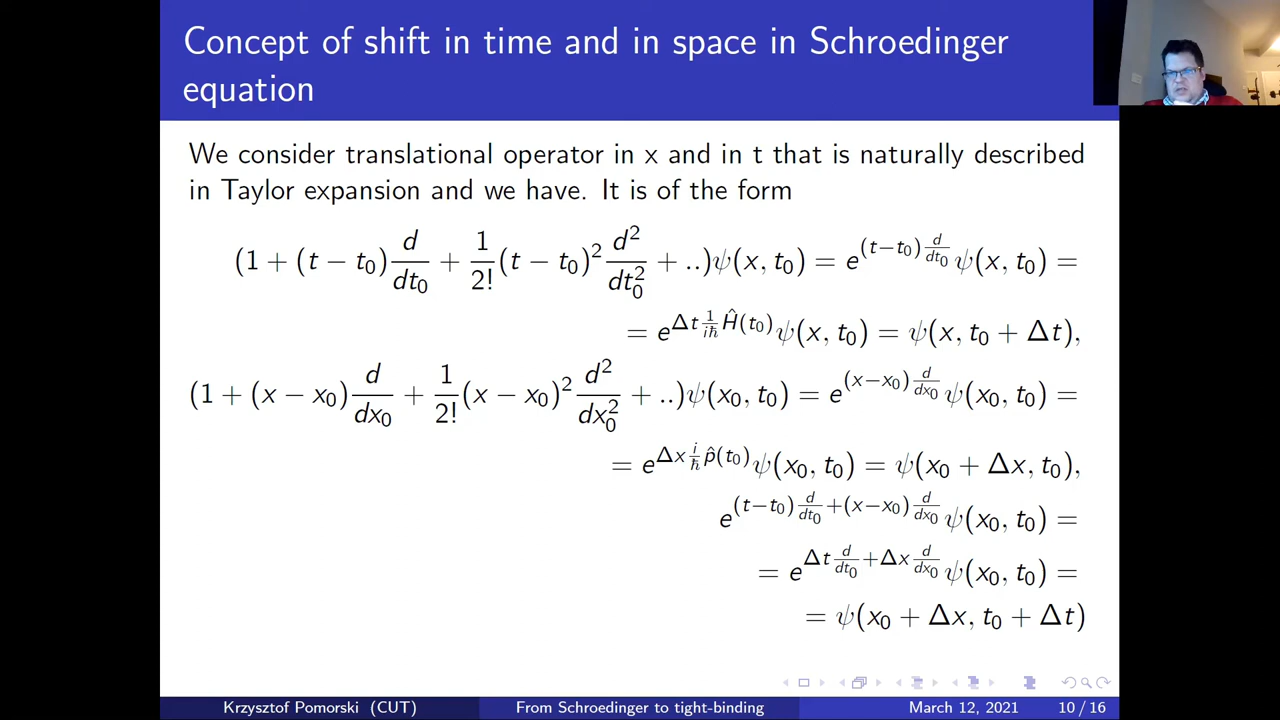 Concept of shift in time and in space in Schroedinger
equation
We consider translational operator in x and in t that is naturally described
in Taylor expansion and we have. It is of the form
(1 + (t − t₀) d/dt₀ + 1/2! (t − t₀)² d²/dt₀² + ..)ψ(x, t₀) = e^{(t−t₀) d/dt₀} ψ(x, t₀) =
= e^{Δt 1/iℏ Ĥ(t₀)} ψ(x, t₀) = ψ(x, t₀ + Δt),
(1 + (x − x₀) d/dx₀ + 1/2! (x − x₀)² d²/dx₀² + ..)ψ(x₀, t₀) = e^{(x−x₀) d/dx₀} ψ(x₀, t₀) =
= e^{Δx i/ℏ p̂(t₀)} ψ(x₀, t₀) = ψ(x₀ + Δx, t₀),
e^{(t−t₀) d/dt₀ + (x−x₀) d/dx₀} ψ(x₀, t₀) =
= e^{Δt d/dt₀ + Δx d/dx₀} ψ(x₀, t₀) =
= ψ(x₀ + Δx, t₀ + Δt)
Krzysztof Pomorski (CUT) From Schroedinger to tight-binding March 12, 2021 10 / 16